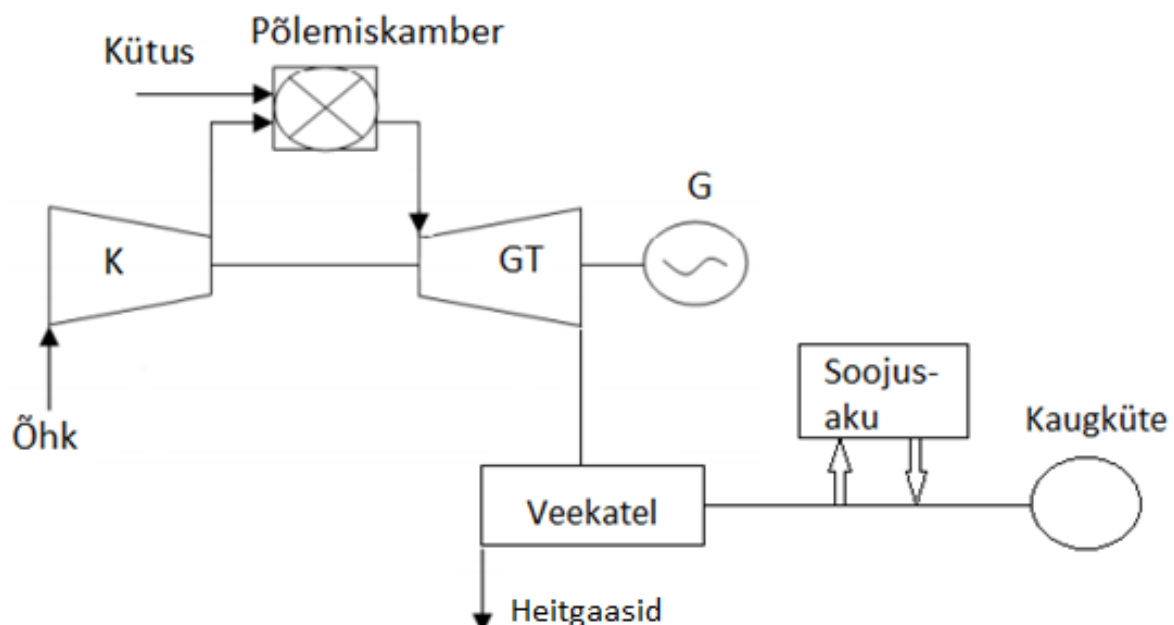 Põlemiskamber
Kütus
G
K
GT
Õhk
Soojus-
aku
Kaugküte
Veekatel
Heitgaasid